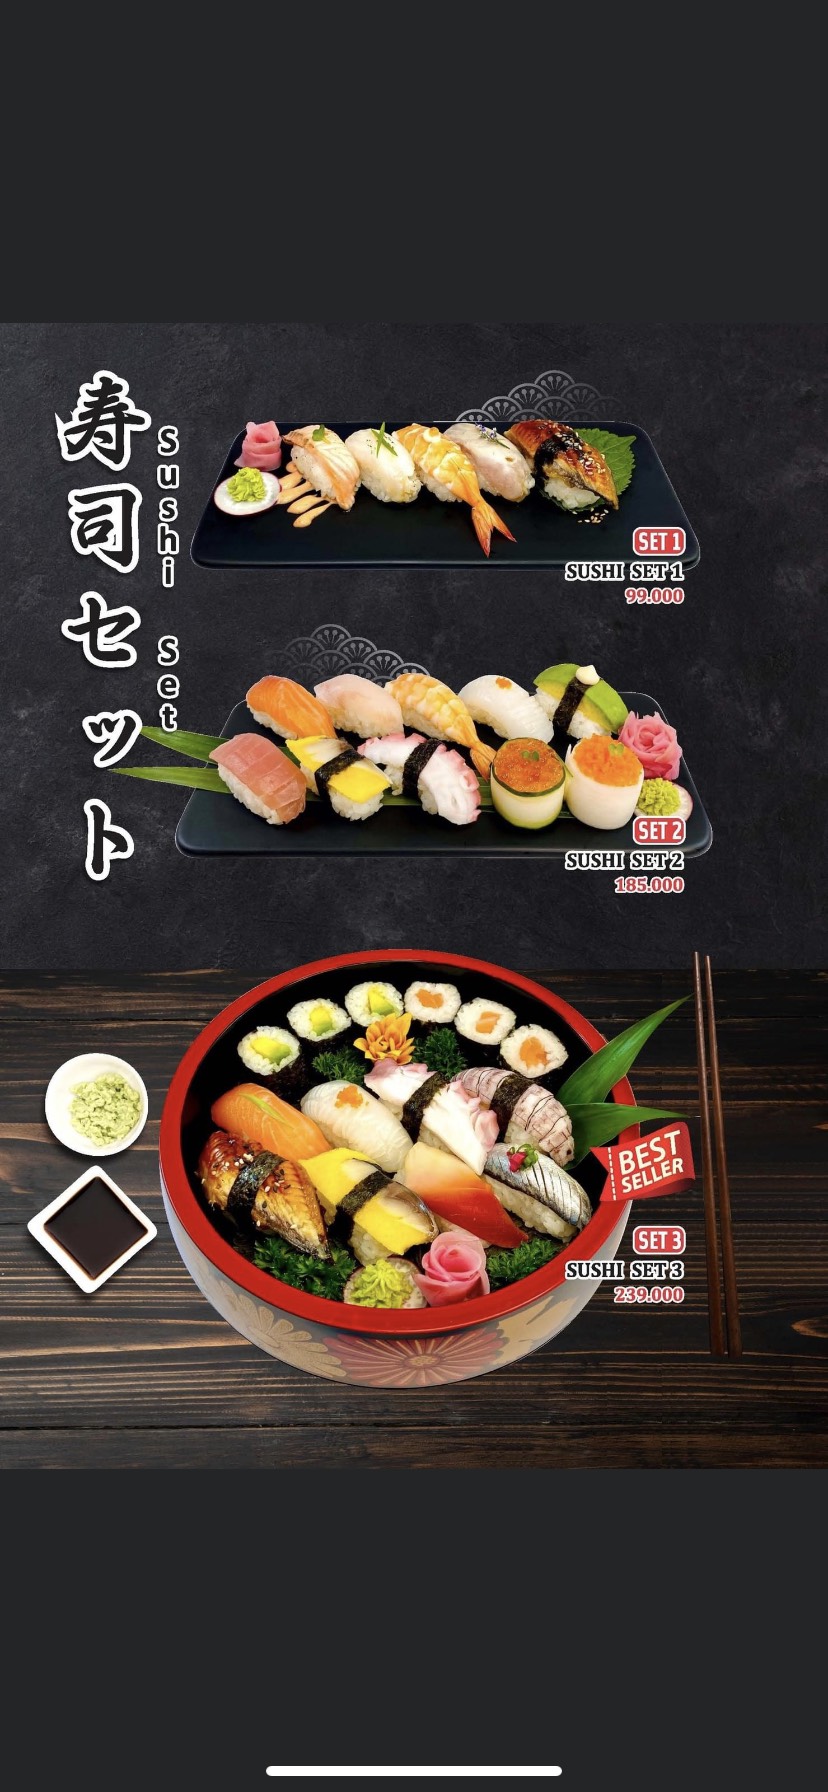 寿司セット
Sushi Set
SET 1
SUSHI SET 1
99.000
SET 2
SUSHI SET 2
185.000
BEST
SELLER
SET 3
SUSHI SET 3
239.000